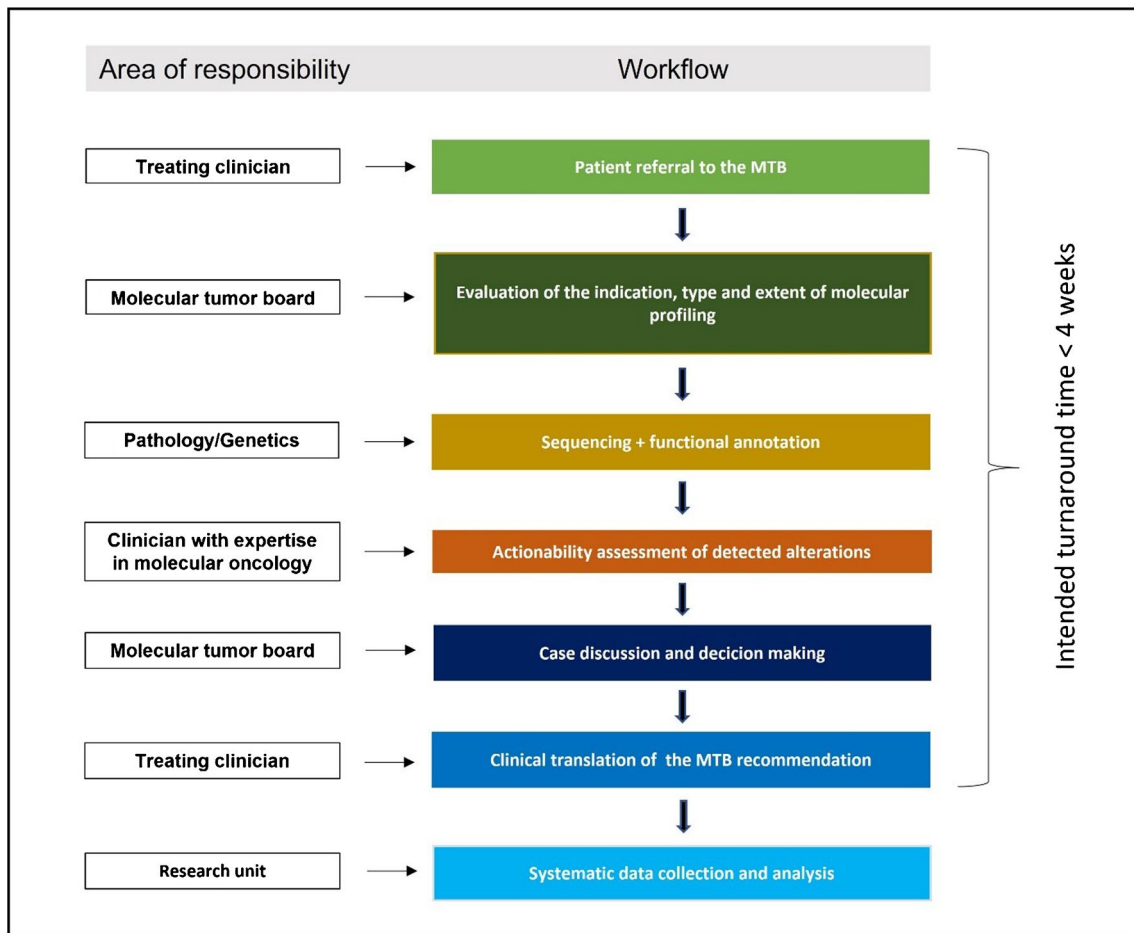 Area of responsibility
Workflow
Treating clinician
Patient referral to the MTB
Molecular tumor board
Evaluation of the indication, type and extent of molecular
profiling
Pathology/Genetics
Sequencing + functional annotation
Clinician with expertise
in molecular oncology
Actionability assessment of detected alterations
Molecular tumor board
Case discussion and decicion making
Treating clinician
Clinical translation of the MTB recommendation
Research unit
Systematic data collection and analysis
Intended turnaround time < 4 weeks